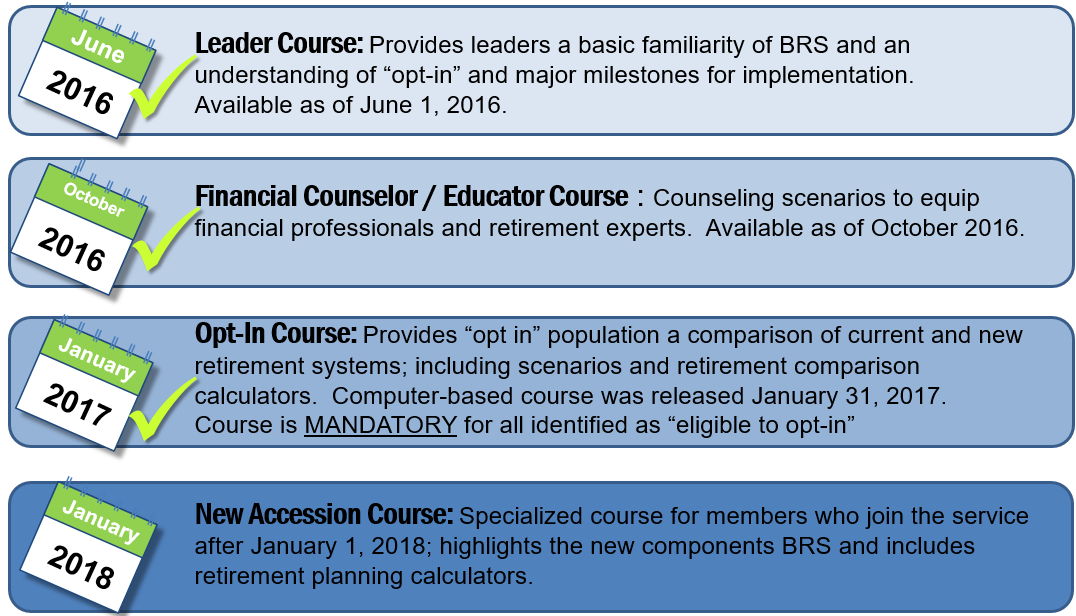 June
2016
Leader Course: Provides leaders a basic familiarity of BRS and an
understanding of “opt-in” and major milestones for implementation.
Available as of June 1, 2016.
October
2016
Financial Counselor / Educator Course : Counseling scenarios to equip
financial professionals and retirement experts.  Available as of October 2016.
January
2017
Opt-In Course: Provides “opt in” population a comparison of current and new
retirement systems; including scenarios and retirement comparison
calculators.  Computer-based course was released January 31, 2017.
Course is MANDATORY for all identified as “eligible to opt-in”
January
2018
New Accession Course: Specialized course for members who join the service
after January 1, 2018; highlights the new components BRS and includes
retirement planning calculators.